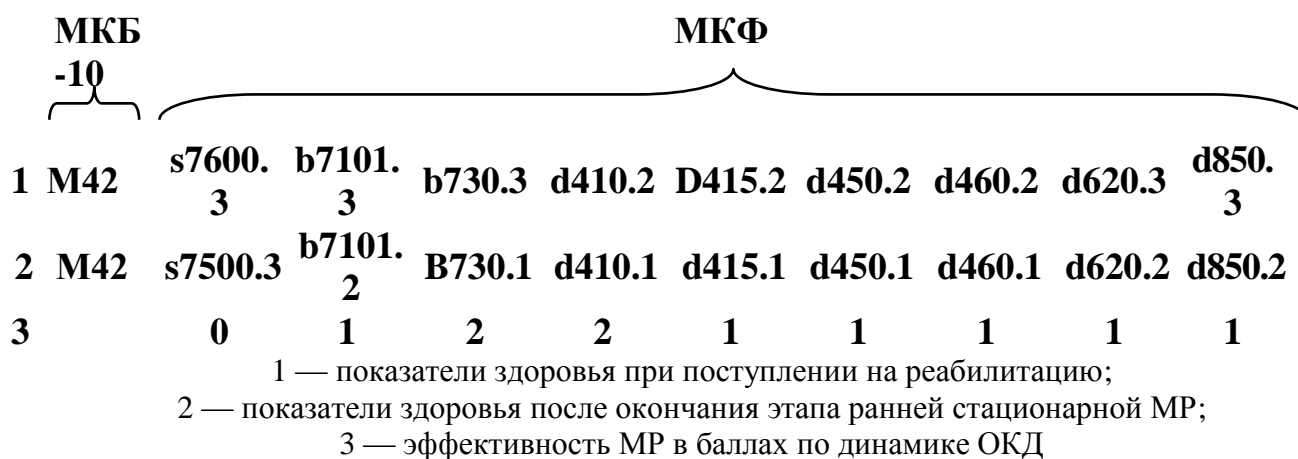 МКБ МКФ
-10
1 М42 s7600. b7101. b730.3 d410.2 D415.2 d450.2 d460.2 d620.3 d850.
3 3 3
2 М42 s7500.3 b7101. B730.1 d410.1 d415.1 d450.1 d460.1 d620.2 d850.2
2
3 0 1 2 2 1 1 1 1 1
1 — показатели здоровья при поступлении на реабилитацию;
2 — показатели здоровья после окончания этапа ранней стационарной МР;
3 — эффективность МР в баллах по динамике ОКД